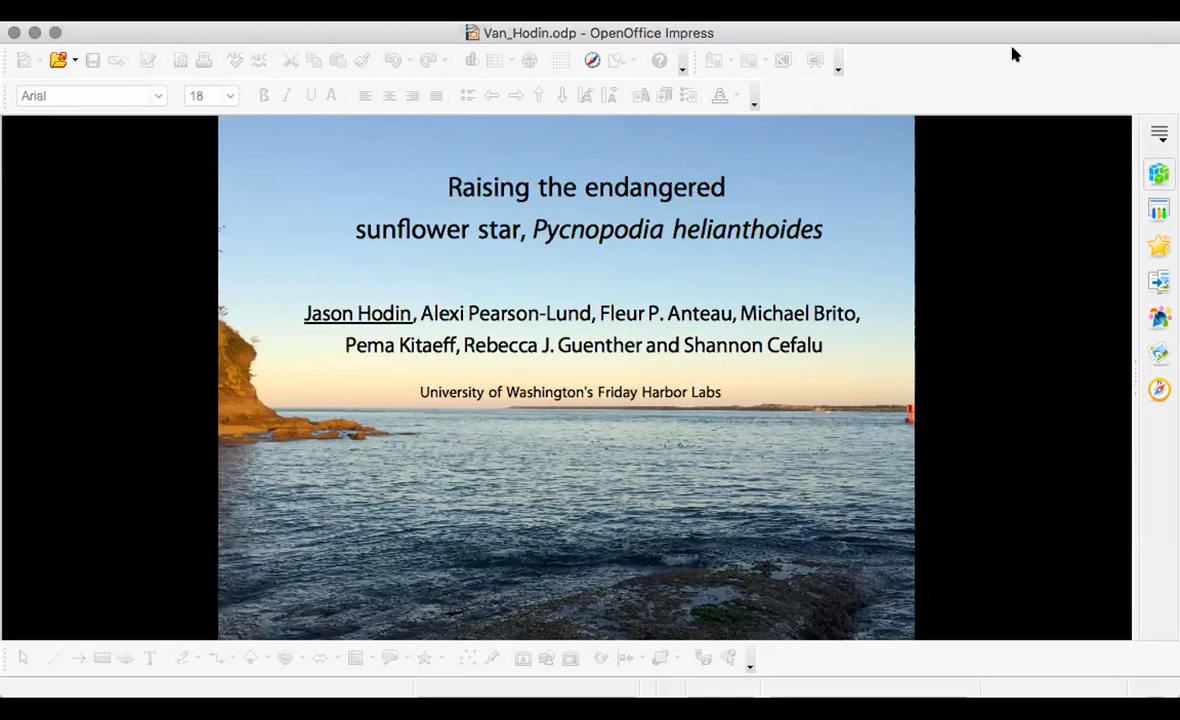 Van_Hodin.odp - OpenOffice Impress
Arial
18
Raising the endangered
sunflower star, Pycnopodia helianthoides
Jason Hodin, Alexi Pearson-Lund, Fleur P. Anteau, Michael Brito,
Pema Kitaeff, Rebecca J. Guenther and Shannon Cefalu
University of Washington's Friday Harbor Labs